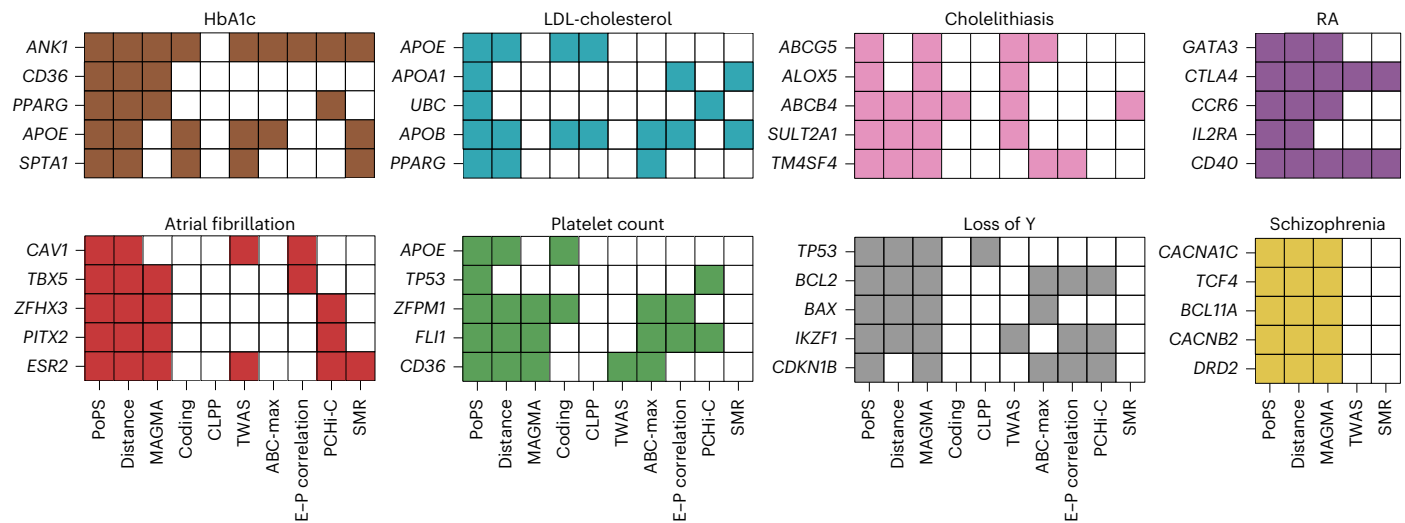 HbA1c
ANK1
CD36
PPARG
APOE
SPTA1
LDL-cholesterol
APOE
APOA1
UBC
APOB
PPARG
Cholelithiasis
ABCG5
ALOX5
ABCB4
SULT2A1
TM4SF4
RA
GATA3
CTLA4
CCR6
IL2RA
CD40
Atrial fibrillation
CAV1
TBX5
ZFHX3
PITX2
ESR2
PoPS
Distance
MAGMA
Coding
CLPP
TWAS
ABC-max
E–P correlation
PCHi-C
SMR
Platelet count
APOE
TP53
ZFPM1
FLI1
CD36
PoPS
Distance
MAGMA
Coding
CLPP
TWAS
ABC-max
E–P correlation
PCHi-C
SMR
Loss of Y
TP53
BCL2
BAX
IKZF1
CDKN1B
PoPS
Distance
MAGMA
Coding
CLPP
TWAS
ABC-max
E–P correlation
PCHi-C
SMR
Schizophrenia
CACNA1C
TCF4
BCL11A
CACNB2
DRD2
PoPS
Distance
MAGMA
TWAS
SMR